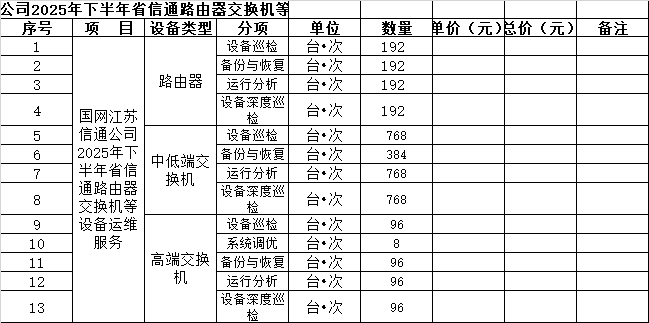 公司2025年下半年省信通路由器交换机等
序号 项 目 设备类型 分项 单位 数量 单价（元） 总价（元） 备注
1 设备巡检 台•次 192
2 备份与恢复 台•次 192
3 运行分析 台•次 192
4 设备深度巡检 台•次 192
路由器
5 设备巡检 台•次 768
6 备份与恢复 台•次 384
7 运行分析 台•次 768
8 设备深度巡检 台•次 768
中低端交换机
国网江苏
信通公司
2025年下
半年省信
通路由器
交换机等
设备运维
服务
9 设备巡检 台•次 96
10 系统调优 台•次 8
11 备份与恢复 台•次 96
12 运行分析 台•次 96
13 设备深度巡检 台•次 96
高端交换机